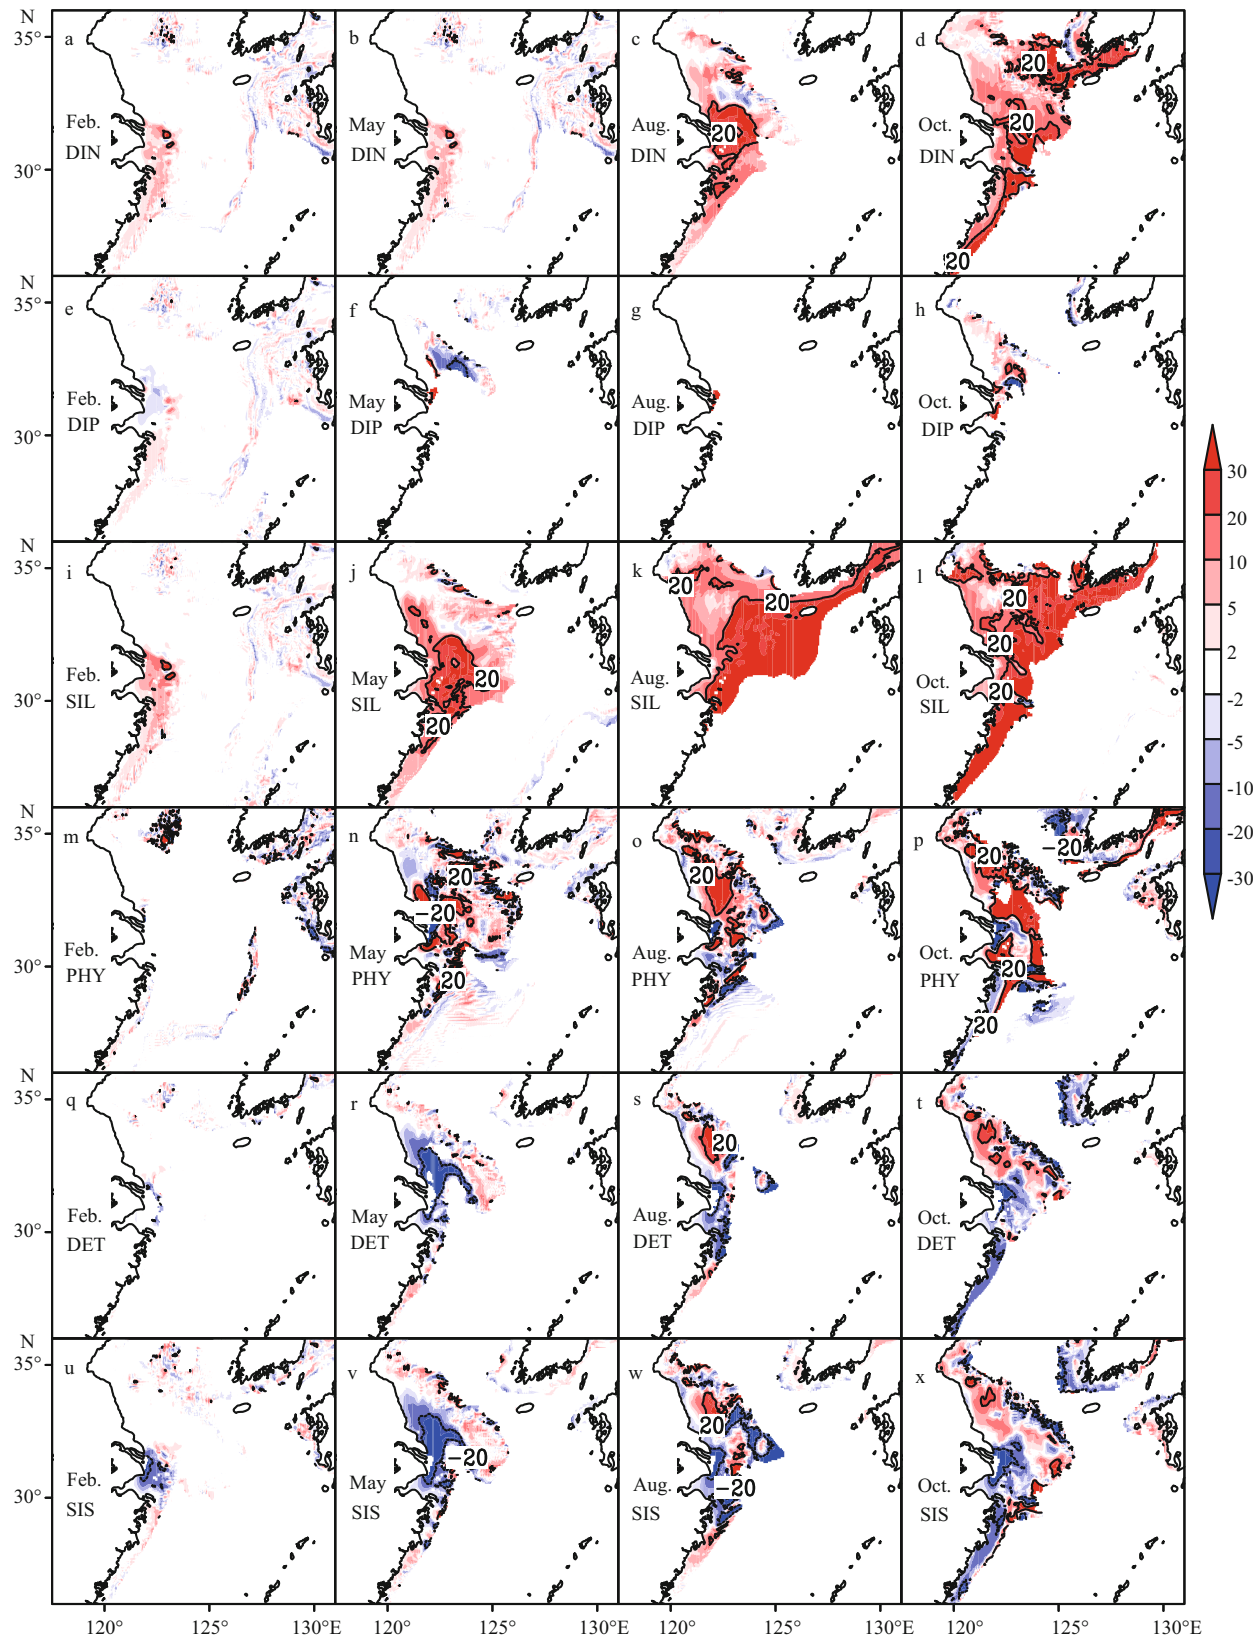 N
35°
30°
a
Feb.
DIN
b
May
DIN
c
Aug.
DIN
20
d
Oct.
DIN
20
20
20
N
35°
30°
e
Feb.
DIP
f
May
DIP
g
Aug.
DIP
h
Oct.
DIP
N
35°
30°
i
Feb.
SIL
j
May
SIL
20
20
k
Aug.
SIL
20
20
l
Oct.
SIL
20
20
20
N
35°
30°
m
Feb.
PHY
n
May
PHY
20
-20
20
o
Aug.
PHY
20
p
Oct.
PHY
20
-20
20
20
N
35°
30°
q
Feb.
DET
r
May
DET
s
Aug.
DET
20
t
Oct.
DET
N
35°
30°
u
Feb.
SIS
v
May
SIS
-20
w
Aug.
SIS
20
-20
x
Oct.
SIS
120° 125° 130°E
120° 125° 130°E
120° 125° 130°E
120° 125° 130°E
30
20
10
5
2
-2
-5
-10
-20
-30